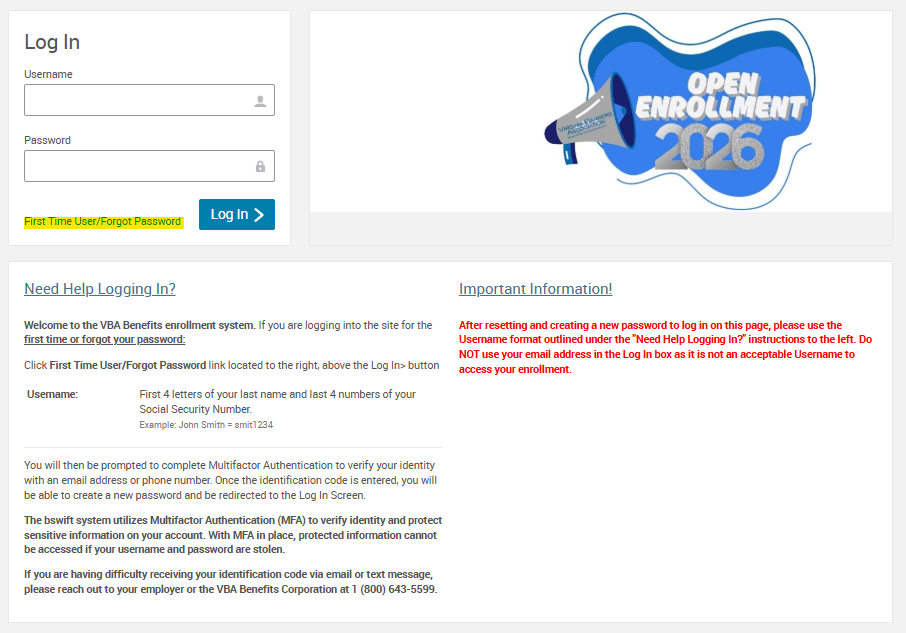 Log In
Username
Password
First Time User/Forgot Password
Log In
OPEN
ENROLLMENT
2026
Virginia Bankers
Association
Need Help Logging In?
Welcome to the VBA Benefits enrollment system. If you are logging into the site for the
first time or forgot your password:
Click First Time User/Forgot Password link located to the right, above the Log In> button
Username: First 4 letters of your last name and last 4 numbers of your
Social Security Number.
Example: John Smith = smit1234
You will then be prompted to complete Multifactor Authentication to verify your identity
with an email address or phone number. Once the identification code is entered, you will
be able to create a new password and be redirected to the Log In Screen.
The bswift system utilizes Multifactor Authentication (MFA) to verify identity and protect
sensitive information on your account. With MFA in place, protected information cannot
be accessed if your username and password are stolen.
If you are having difficulty receiving your identification code via email or text message,
please reach out to your employer or the VBA Benefits Corporation at 1 (800) 643-5599.
Important Information!
After resetting and creating a new password to log in on this page, please use the
Username format outlined under the "Need Help Logging In?" instructions to the left. Do
NOT use your email address in the Log In box as it is not an acceptable Username to
access your enrollment.